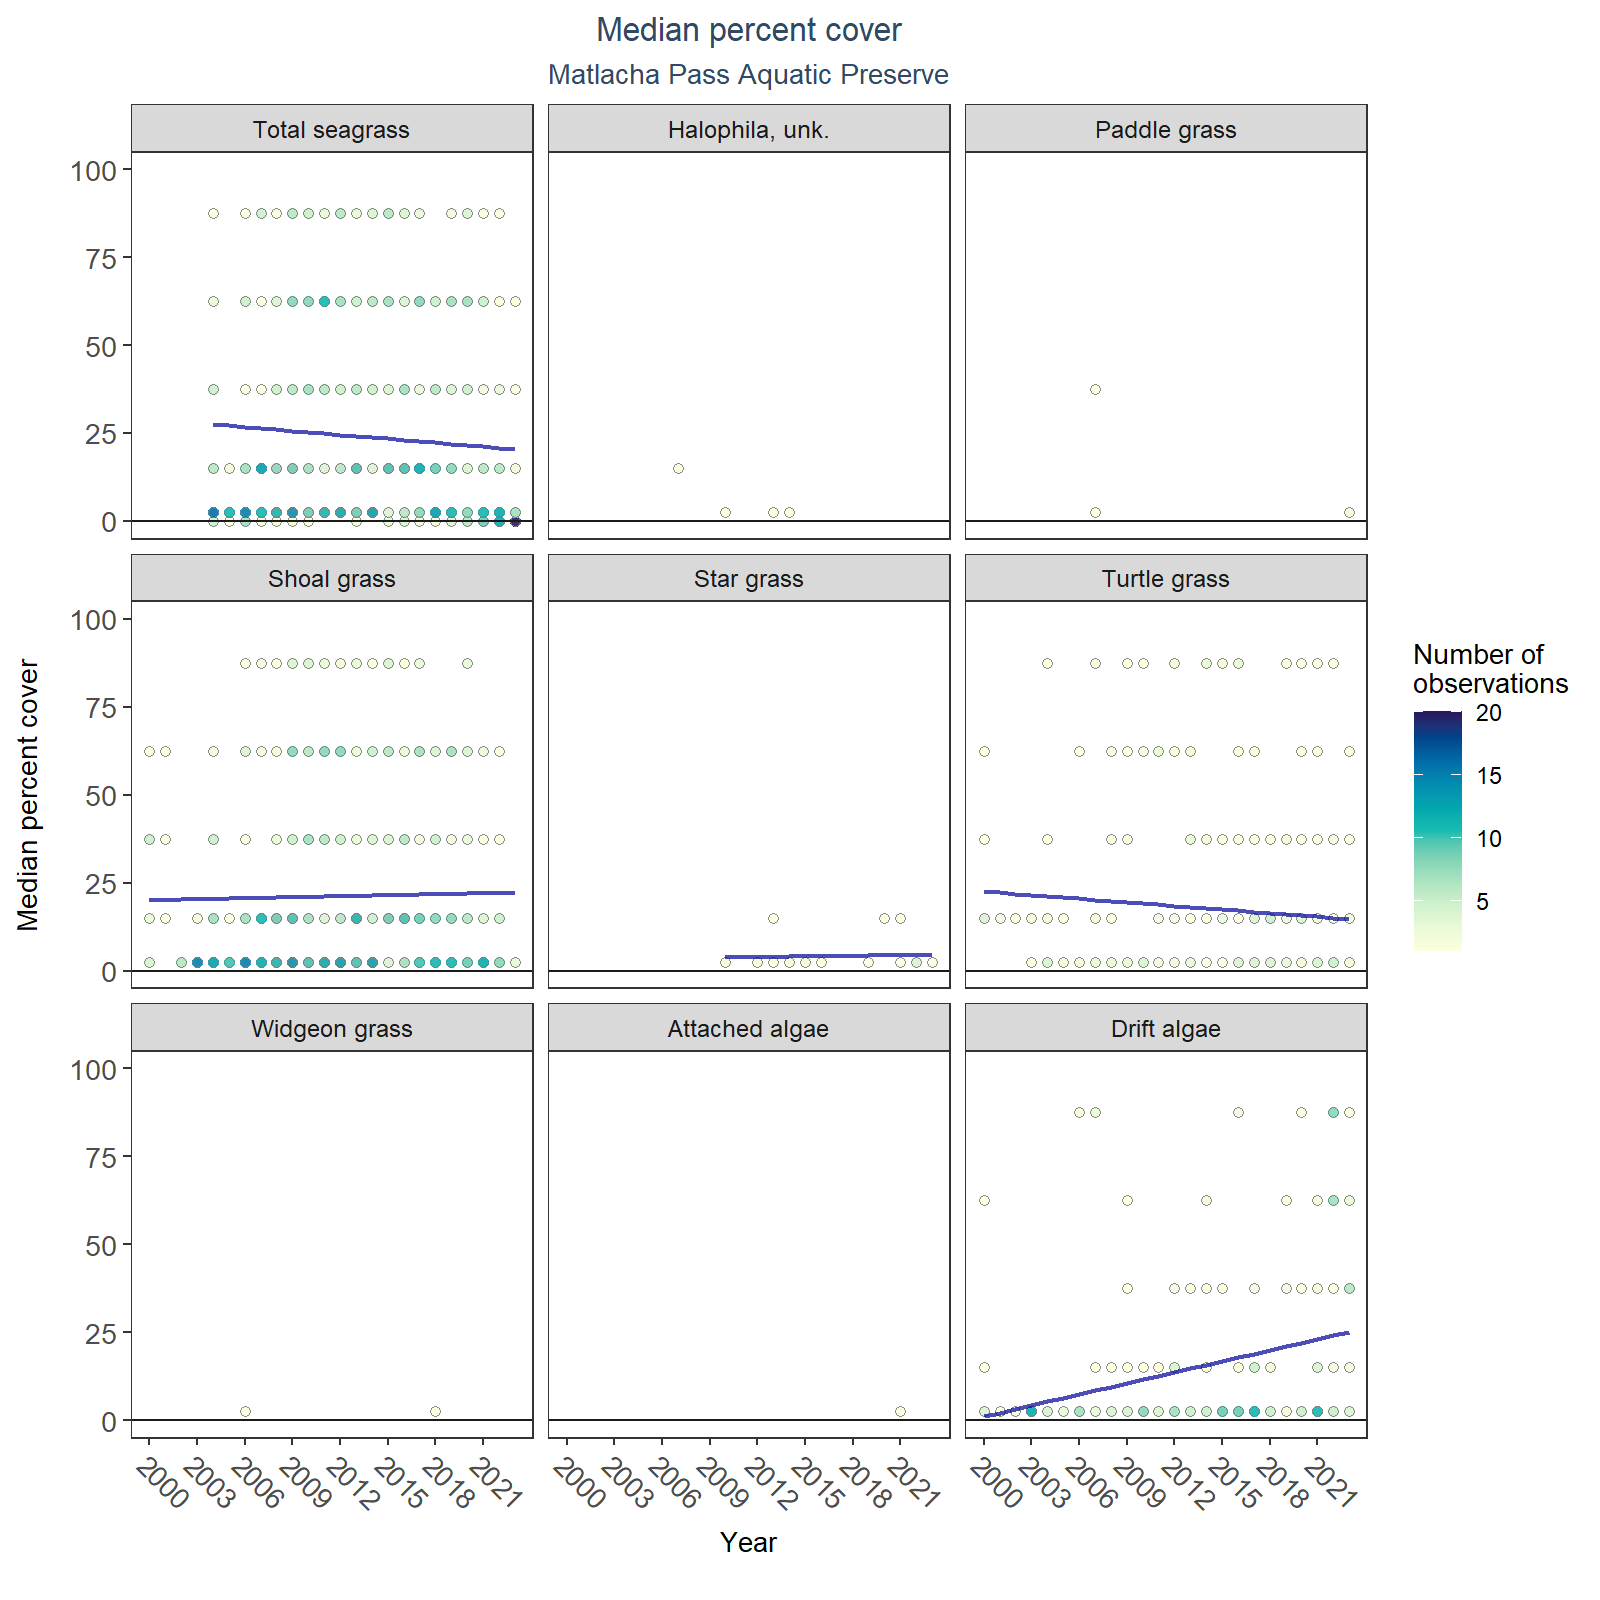 Median percent cover
Matlacha Pass Aquatic Preserve
Total seagrass
Halophila, unk.
Paddle grass
100
75
50
25
0
Shoal grass
Star grass
Turtle grass
100
75
50
25
0
Widgeon grass
Attached algae
Drift algae
100
75
50
25
0
2000 2003 2006 2009 2012 2015 2018 2021
2000 2003 2006 2009 2012 2015 2018 2021
2000 2003 2006 2009 2012 2015 2018 2021
Year
Median percent cover
Number of
observations
20
15
10
5